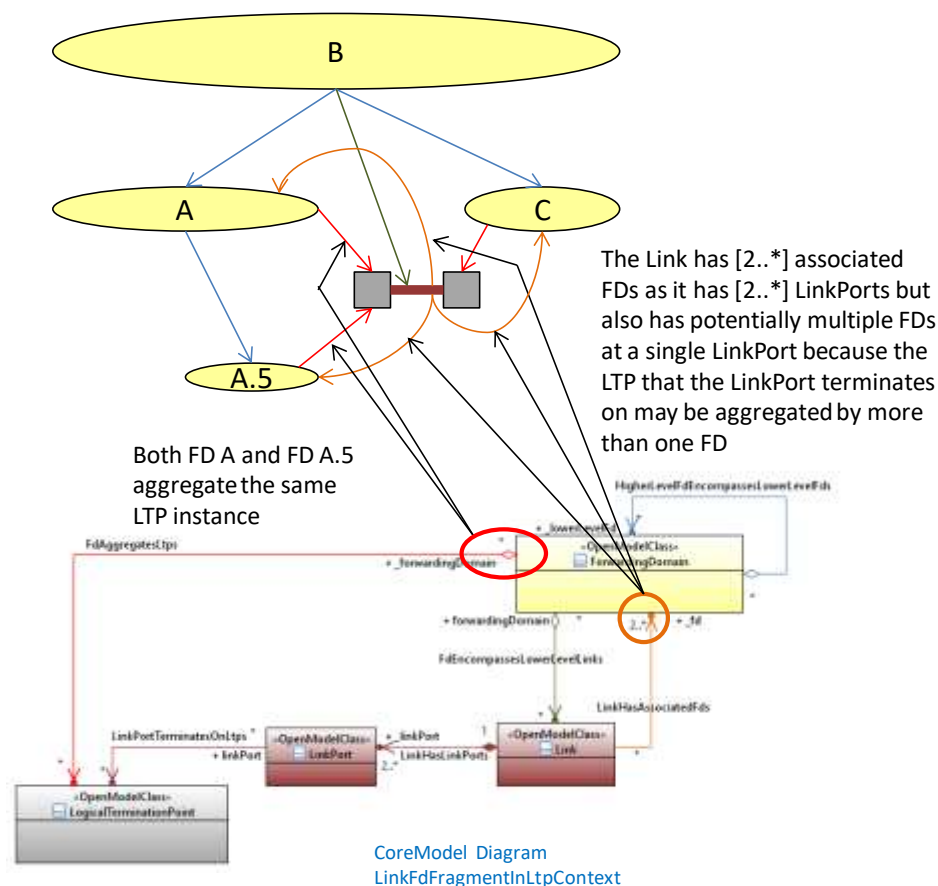 B
A
C
A.5
The Link has [2..*] associated
FDs as it has [2..*] LinkPorts but
also has potentially multiple FDs
at a single LinkPort because the
LTP that the LinkPort terminates
on may be aggregated by more
than one FD
Both FD A and FD A.5
aggregate the same
LTP instance
HigherLevelFdEncompassesLowerLevelFds
+ _lowerLevelFd
*
*
FdAggregatesLtps
*
+ _forwardingDomain
«OpenModelClass»
ForwardingDomain
*
+ forwardingDomain
*
2..*
+ _fd
FdEncompassesLowerLevelLinks
LinkHasAssociatedFds
LinkPortTerminatesOnLtps
*
+ linkPort
«OpenModelClass»
LinkPort
+ _linkPort
1
LinkHasLinkPorts
2..*
*
«OpenModelClass»
Link
*
*
*
«OpenModelClass»
LogicalTerminationPoint
CoreModel Diagram
LinkFdFragmentInLtpContext